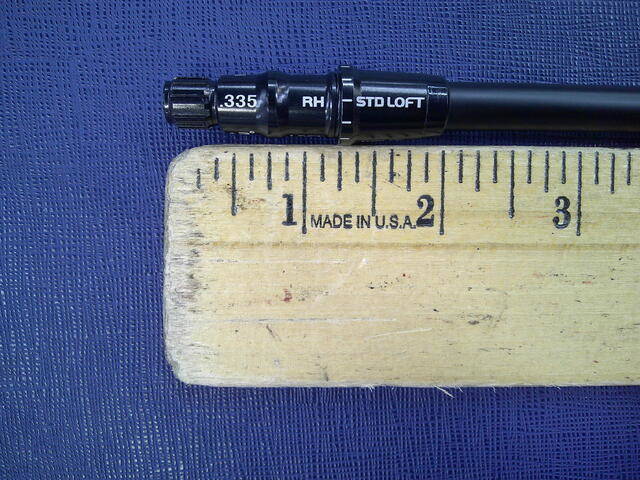 .335 RH STD LOFT
1 MADE IN U.S.A. 2 3